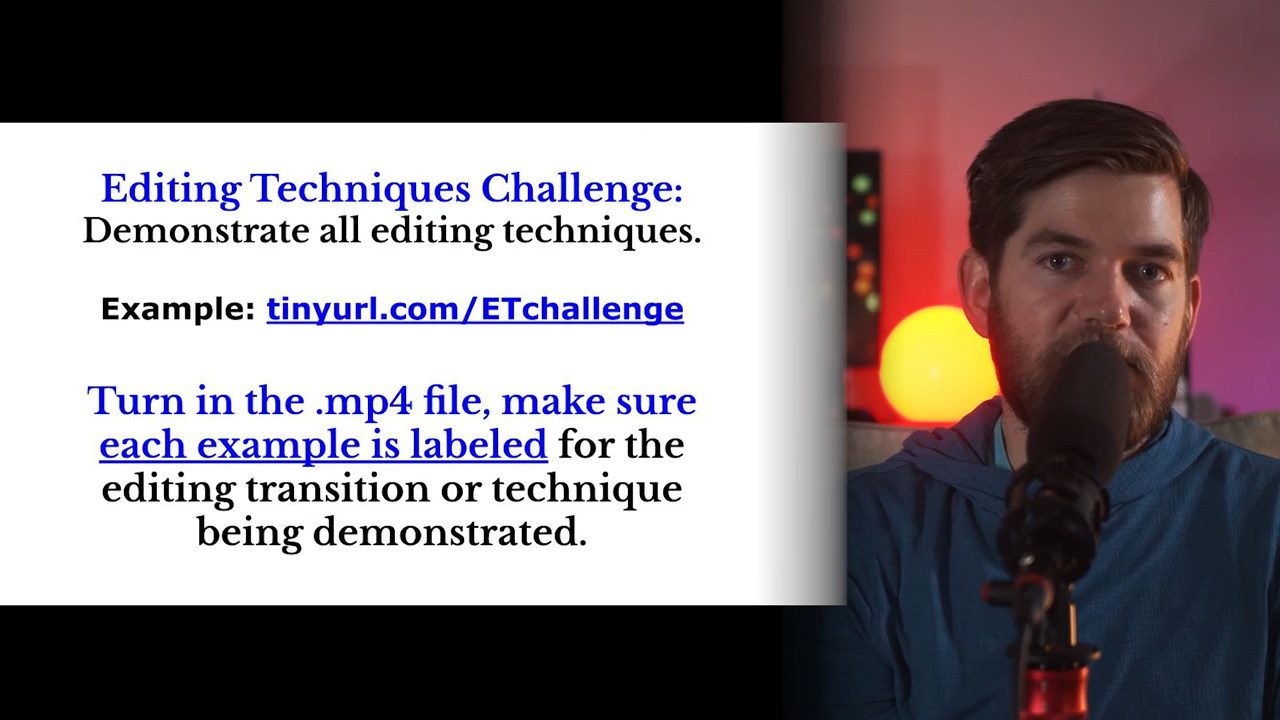 Editing Techniques Challenge:
Demonstrate all editing techniques.
Example: tinyurl.com/ETchallenge
Turn in the .mp4 file, make sure
each example is labeled for the
editing transition or technique
being demonstrated.